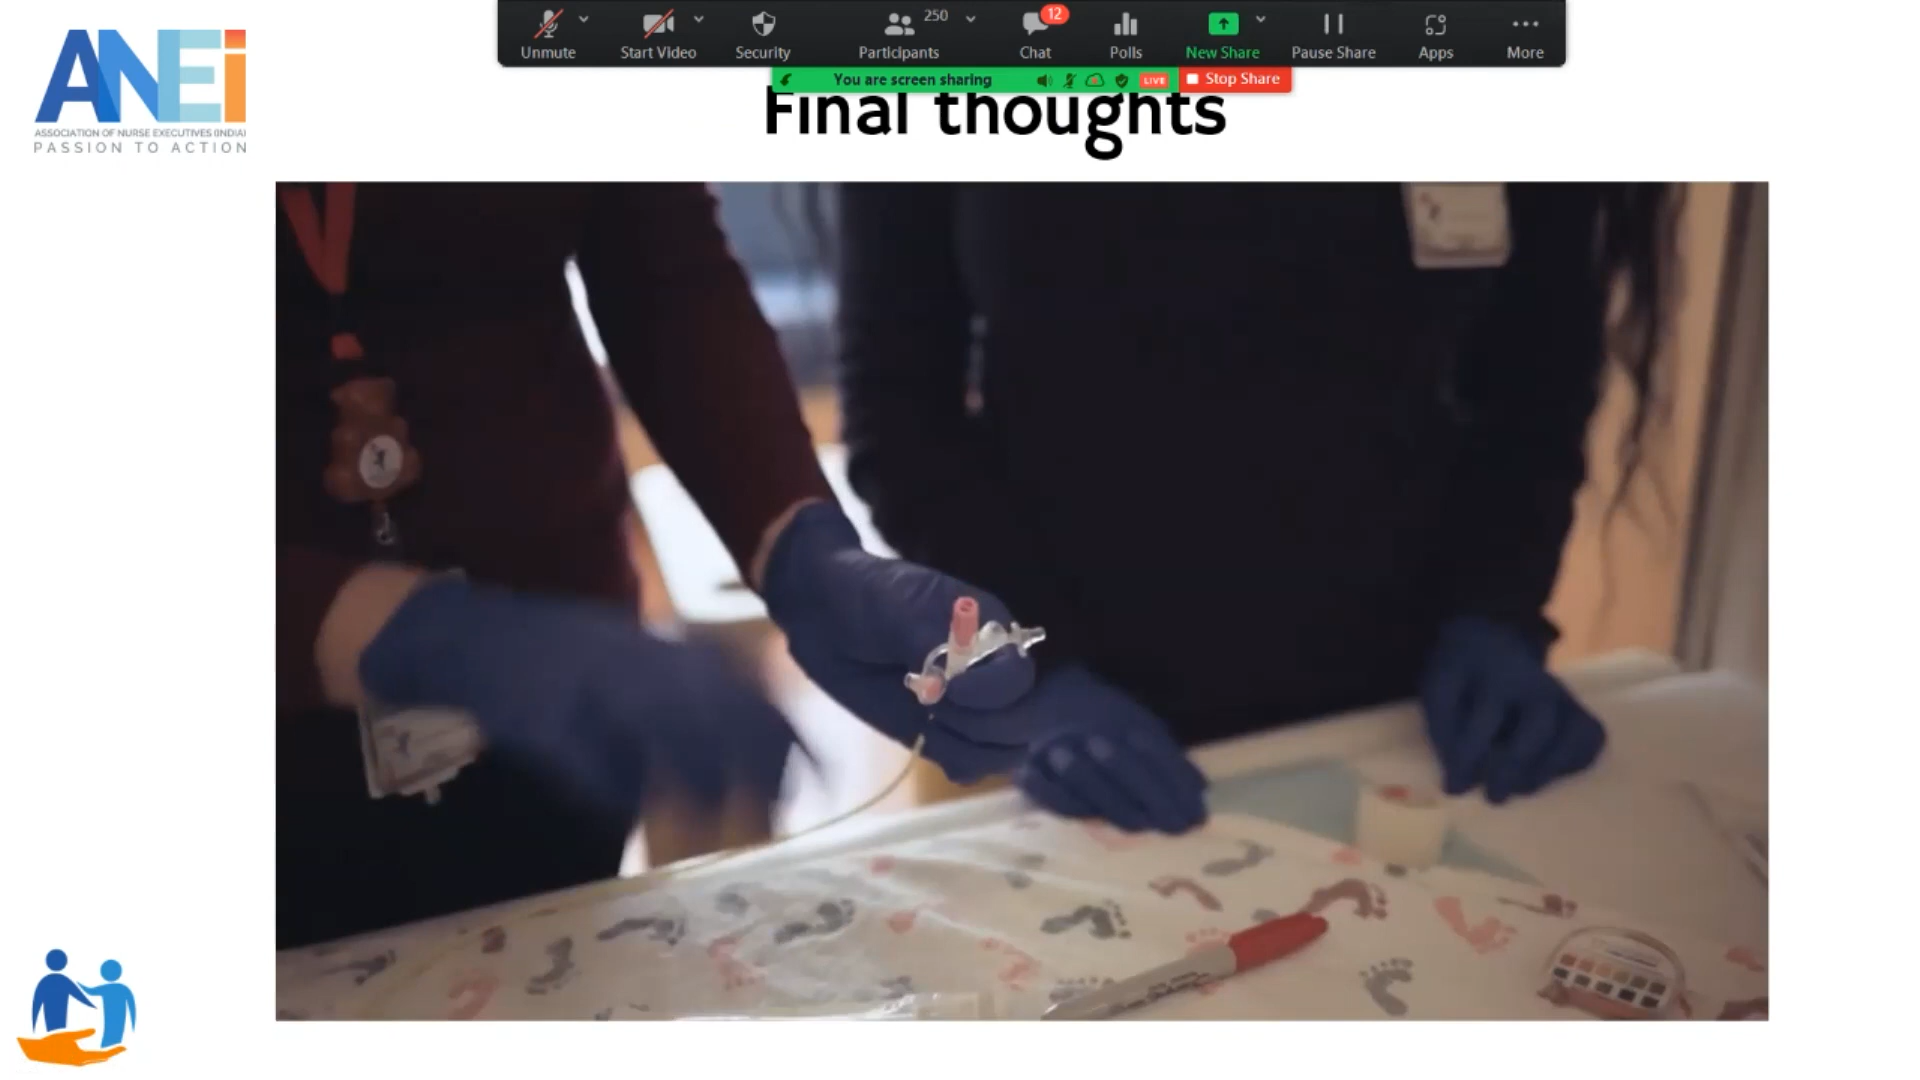 ANEi
ASSOCIATION OF NURSE EXECUTIVES (INDIA)
PASSION TO ACTION
250
12
Unmute
Start Video
Security
Participants
Chat
Polls
New Share
Pause Share
Apps
More
You are screen sharing
LIVE
Stop Share
Final thoughts